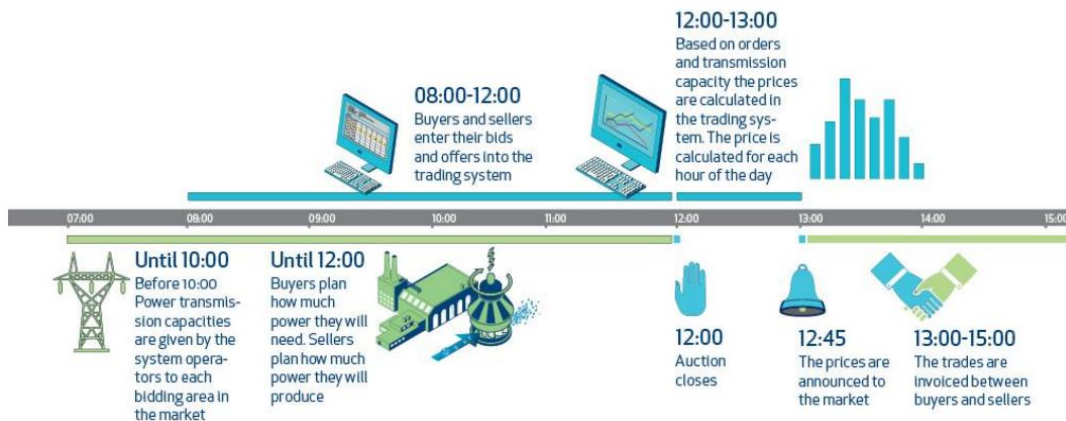 08:00-12:00
Buyers and sellers
enter their bids
and offers into the
trading system
12:00-13:00
Based on orders
and transmission
capacity the prices
are calculated in
the trading sys-
tem. The price is
calculated for each
hour of the day
07:00 08:00 09:00 10:00 11:00 12:00 13:00 14:00 15:00
Until 10:00
Before 10:00
Power transmis-
sion capacities
are given by the
system opera-
tors to each
bidding area in
the market
Until 12:00
Buyers plan
how much
power they will
need. Sellers
plan how much
power they will
produce
12:00
Auction
closes
12:45
The prices are
announced to
the market
13:00-15:00
The trades are
invoiced between
buyers and sellers